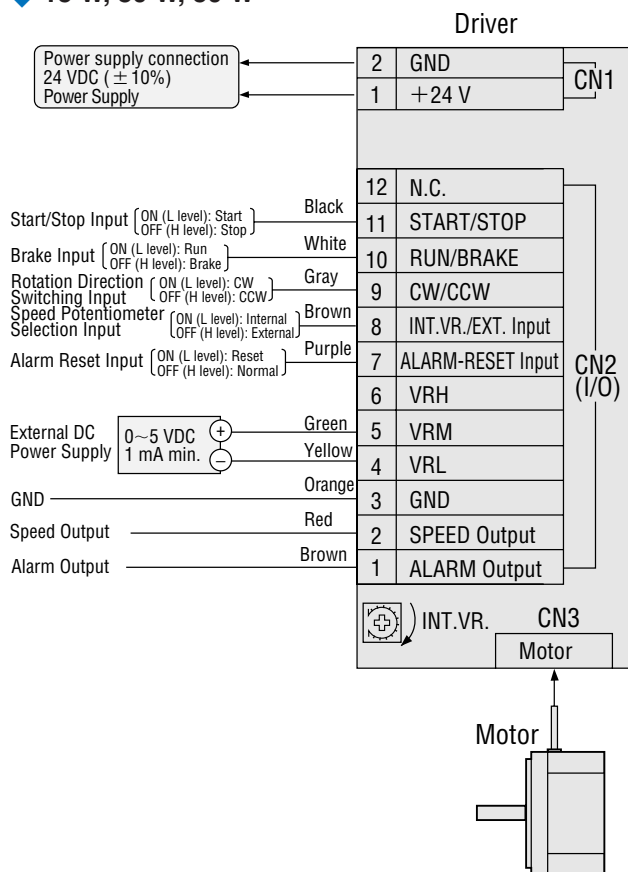 Driver
Power supply connection
24 VDC (±10%)
Power Supply
2 GND
1 +24 V
CN1
12 N.C.
Start/Stop Input [ON (L level): Start
OFF (H level): Stop]
Black
11 START/STOP
Brake Input [ON (L level): Run
OFF (H level): Brake]
White
10 RUN/BRAKE
Rotation Direction
Switching Input
(ON (L level): CW
OFF (H level): CCW)
Gray
9 CW/CCW
Speed Potentiometer
Selection Input
[ON (L level): Internal
OFF (H level): External]
Brown
8 INT.VR./EXT. Input
Alarm Reset Input [ON (L level): Reset
OFF (H level): Normal]
Purple
7 ALARM-RESET Input
CN2
(I/O)
6 VRH
External DC
Power Supply
0~5 VDC
1 mA min.
+
−
Green
5 VRM
Yellow
4 VRL
GND
Orange
3 GND
Speed Output
Red
2 SPEED Output
Alarm Output
Brown
1 ALARM Output
INT.VR.
CN3
Motor
Motor